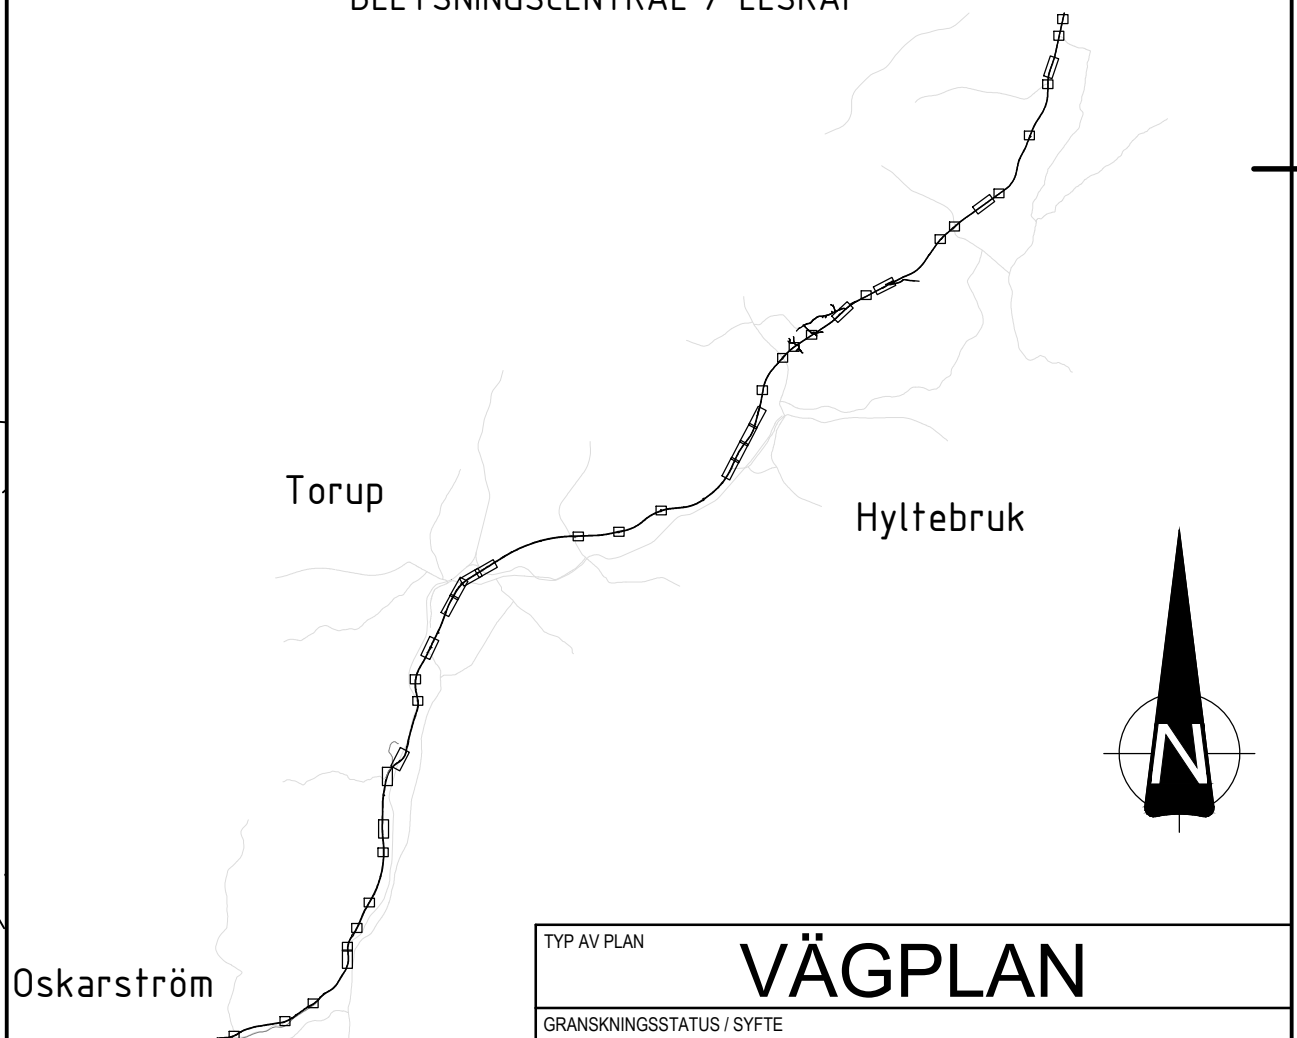 BELYSNINGSCENTRAL / ELSKÅP
Torup
Hyltebruk
N
Oskarström
TYP AV PLAN
VÄGPLAN
GRANSKNINGSSTATUS / SYFTE